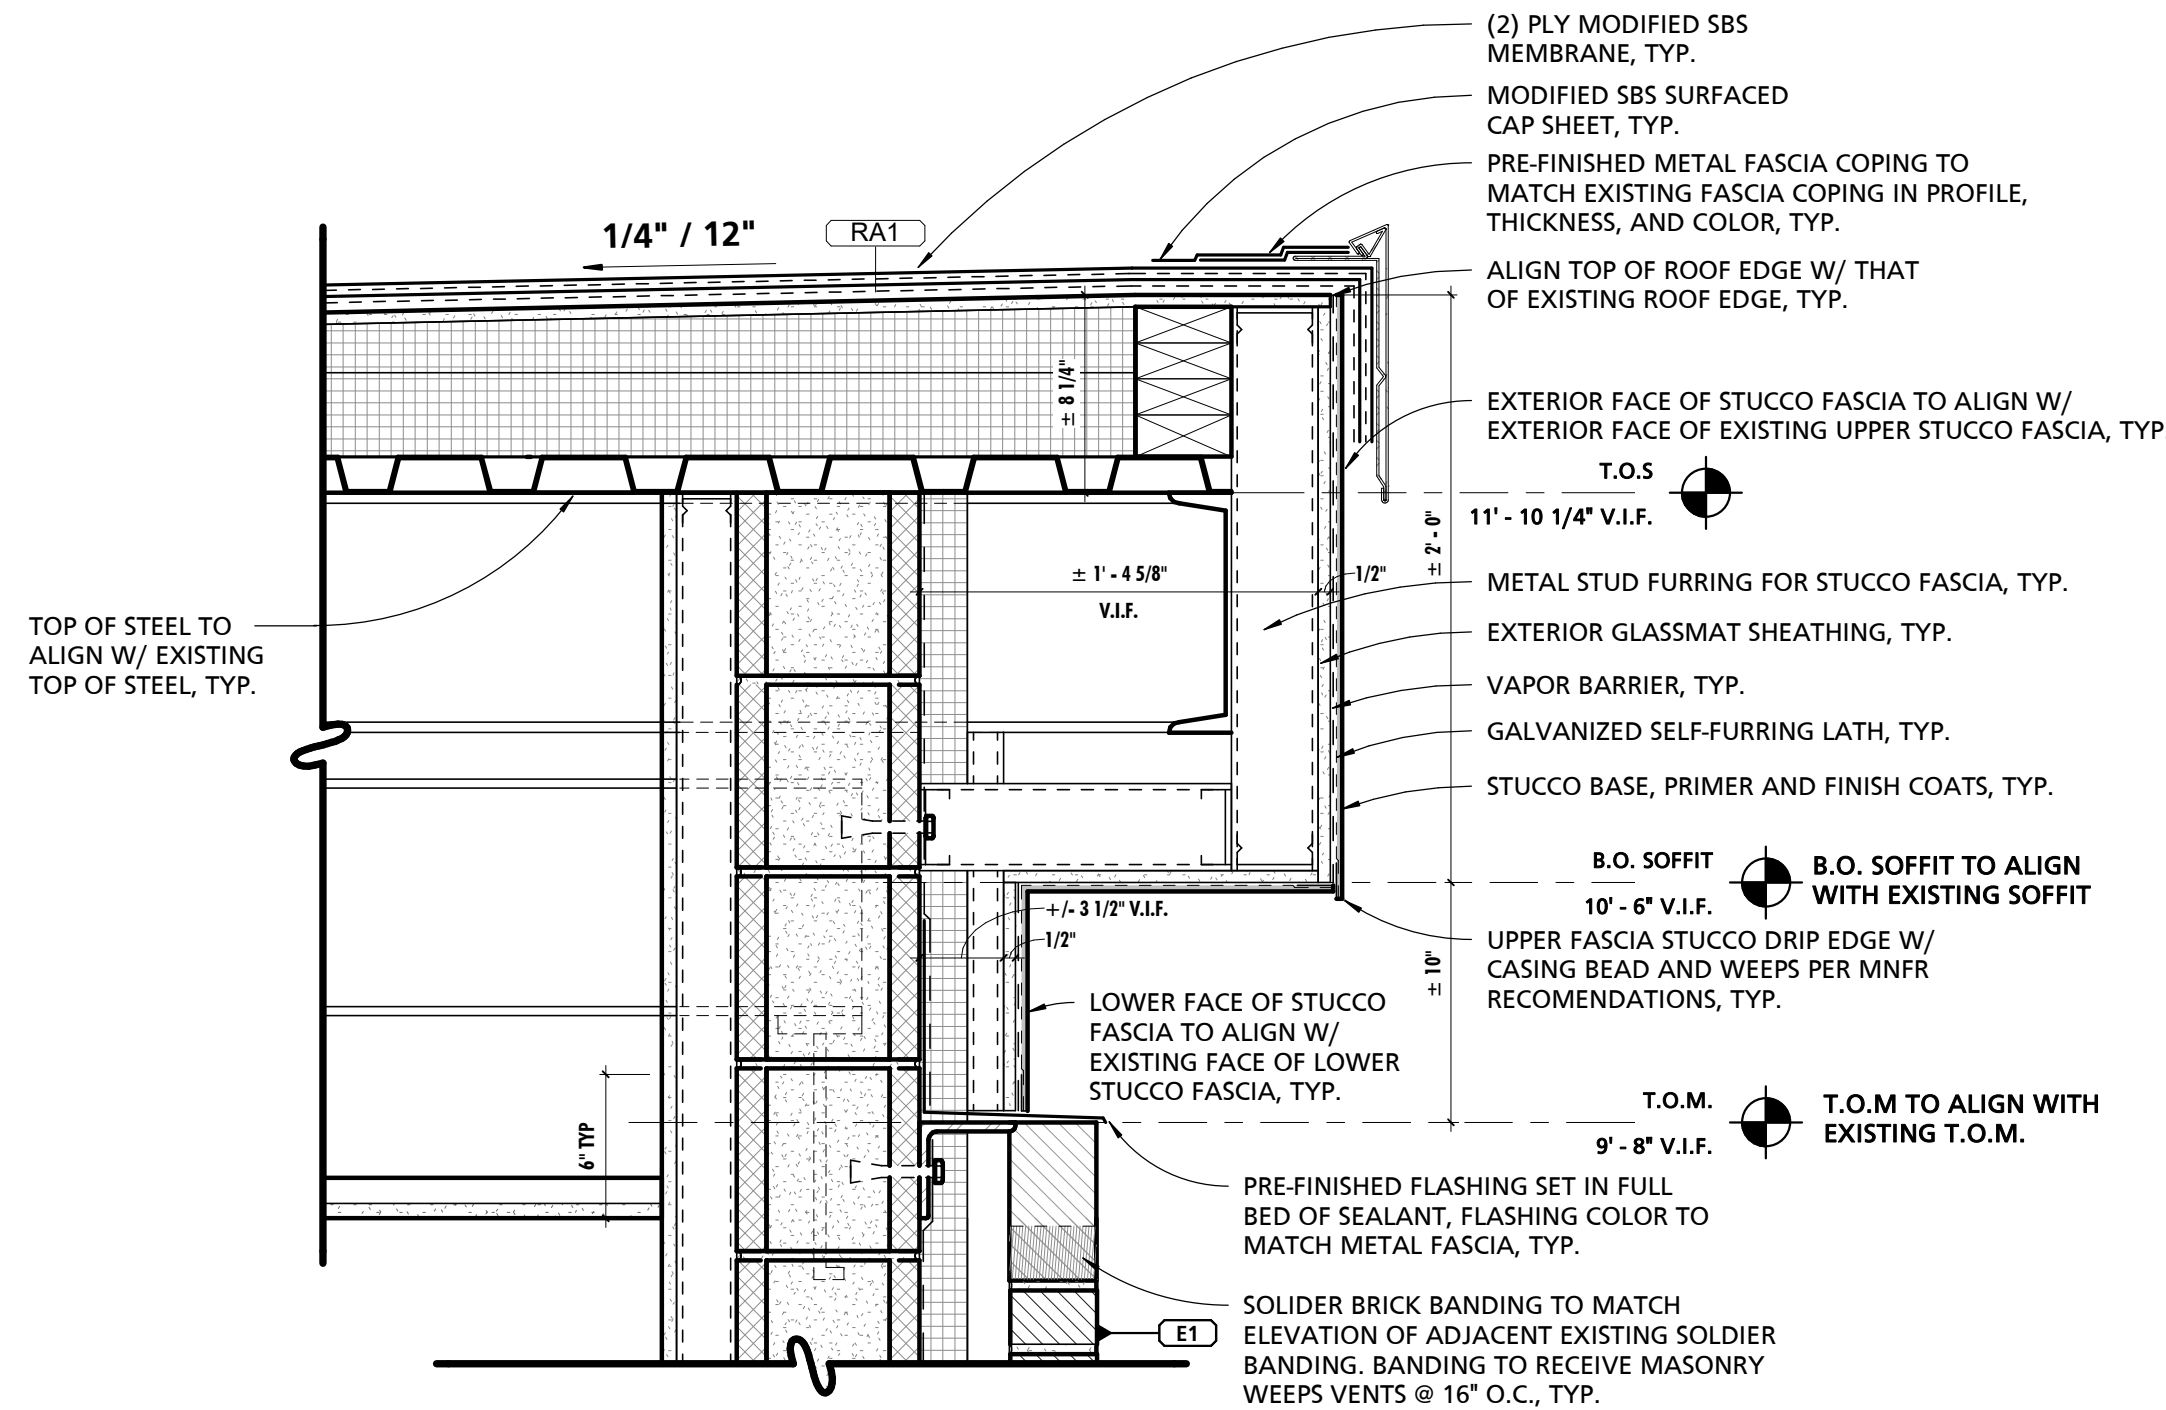 (2) PLY MODIFIED SBS
MEMBRANE, TYP.
MODIFIED SBS SURFACED
CAP SHEET, TYP.
PRE-FINISHED METAL FASCIA COPING TO
MATCH EXISTING FASCIA COPING IN PROFILE,
THICKNESS, AND COLOR, TYP.
1/4" / 12"
RA1
ALIGN TOP OF ROOF EDGE W/ THAT
OF EXISTING ROOF EDGE, TYP.
± 8 1/4"
EXTERIOR FACE OF STUCCO FASCIA TO ALIGN W/
EXTERIOR FACE OF EXISTING UPPER STUCCO FASCIA, TYP.
T.O.S
11' - 10 1/4" V.I.F.
± 2' - 0"
± 1' - 4 5/8"
V.I.F.
1/2"
METAL STUD FURRING FOR STUCCO FASCIA, TYP.
TOP OF STEEL TO
ALIGN W/ EXISTING
TOP OF STEEL, TYP.
EXTERIOR GLASSMAT SHEATHING, TYP.
VAPOR BARRIER, TYP.
GALVANIZED SELF-FURRING LATH, TYP.
STUCCO BASE, PRIMER AND FINISH COATS, TYP.
B.O. SOFFIT
10' - 6" V.I.F.
B.O. SOFFIT TO ALIGN
WITH EXISTING SOFFIT
+/- 3 1/2" V.I.F.
1/2"
UPPER FASCIA STUCCO DRIP EDGE W/
CASING BEAD AND WEEPS PER MNFR
RECOMENDATIONS, TYP.
± 10"
LOWER FACE OF STUCCO
FASCIA TO ALIGN W/
EXISTING FACE OF LOWER
STUCCO FASCIA, TYP.
T.O.M.
9' - 8" V.I.F.
T.O.M TO ALIGN WITH
EXISTING T.O.M.
6" TYP
PRE-FINISHED FLASHING SET IN FULL
BED OF SEALANT, FLASHING COLOR TO
MATCH METAL FASCIA, TYP.
E1
SOLIDER BRICK BANDING TO MATCH
ELEVATION OF ADJACENT EXISTING SOLDIER
BANDING. BANDING TO RECEIVE MASONRY
WEEPS VENTS @ 16" O.C., TYP.